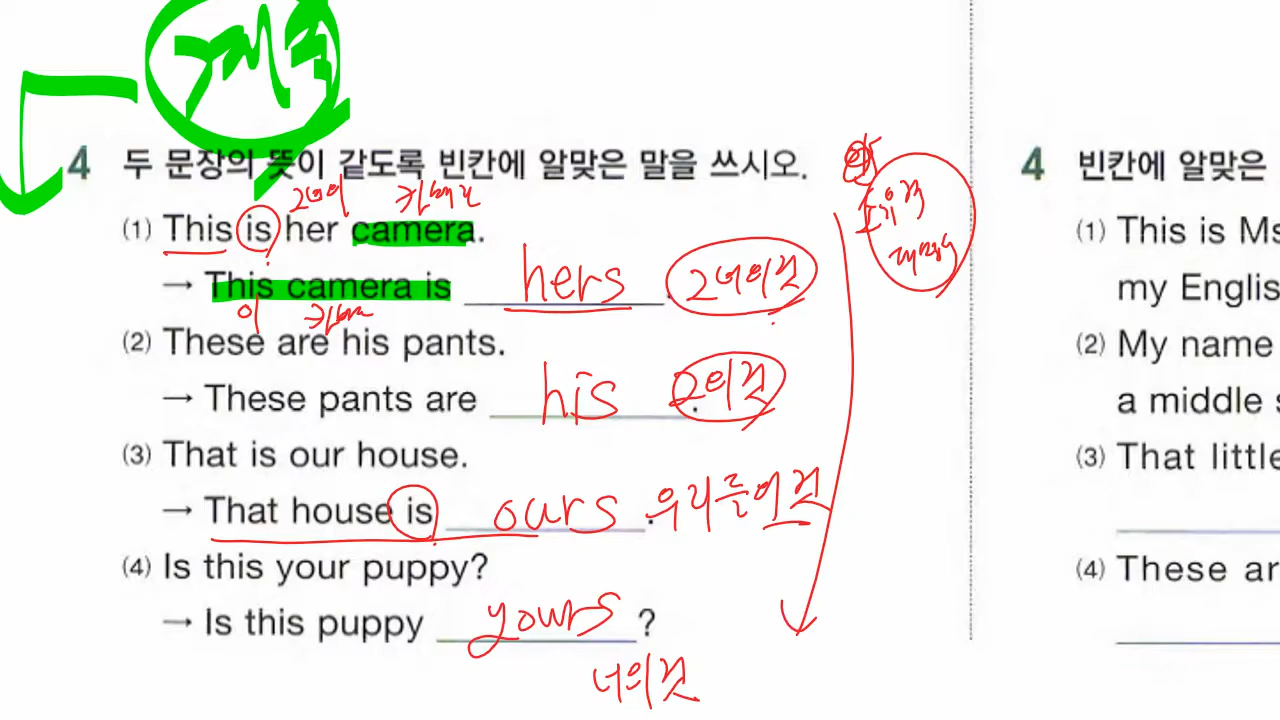 4 두 문장의 뜻이 같도록 빈칸에 알맞은 말을 쓰시오.
그녀의 카메라
(1) This is her camera.
→ This camera is hers. 그녀의것
이 카메라
(2) These are his pants.
→ These pants are his. 그의것
(3) That is our house.
→ That house is ours. 우리들의것
(4) Is this your puppy?
→ Is this puppy yours?
너의것
소유격
4 빈칸에 알맞은
(1) This is Ms
my English
(2) My name
a middle s
(3) That little
(4) These ar